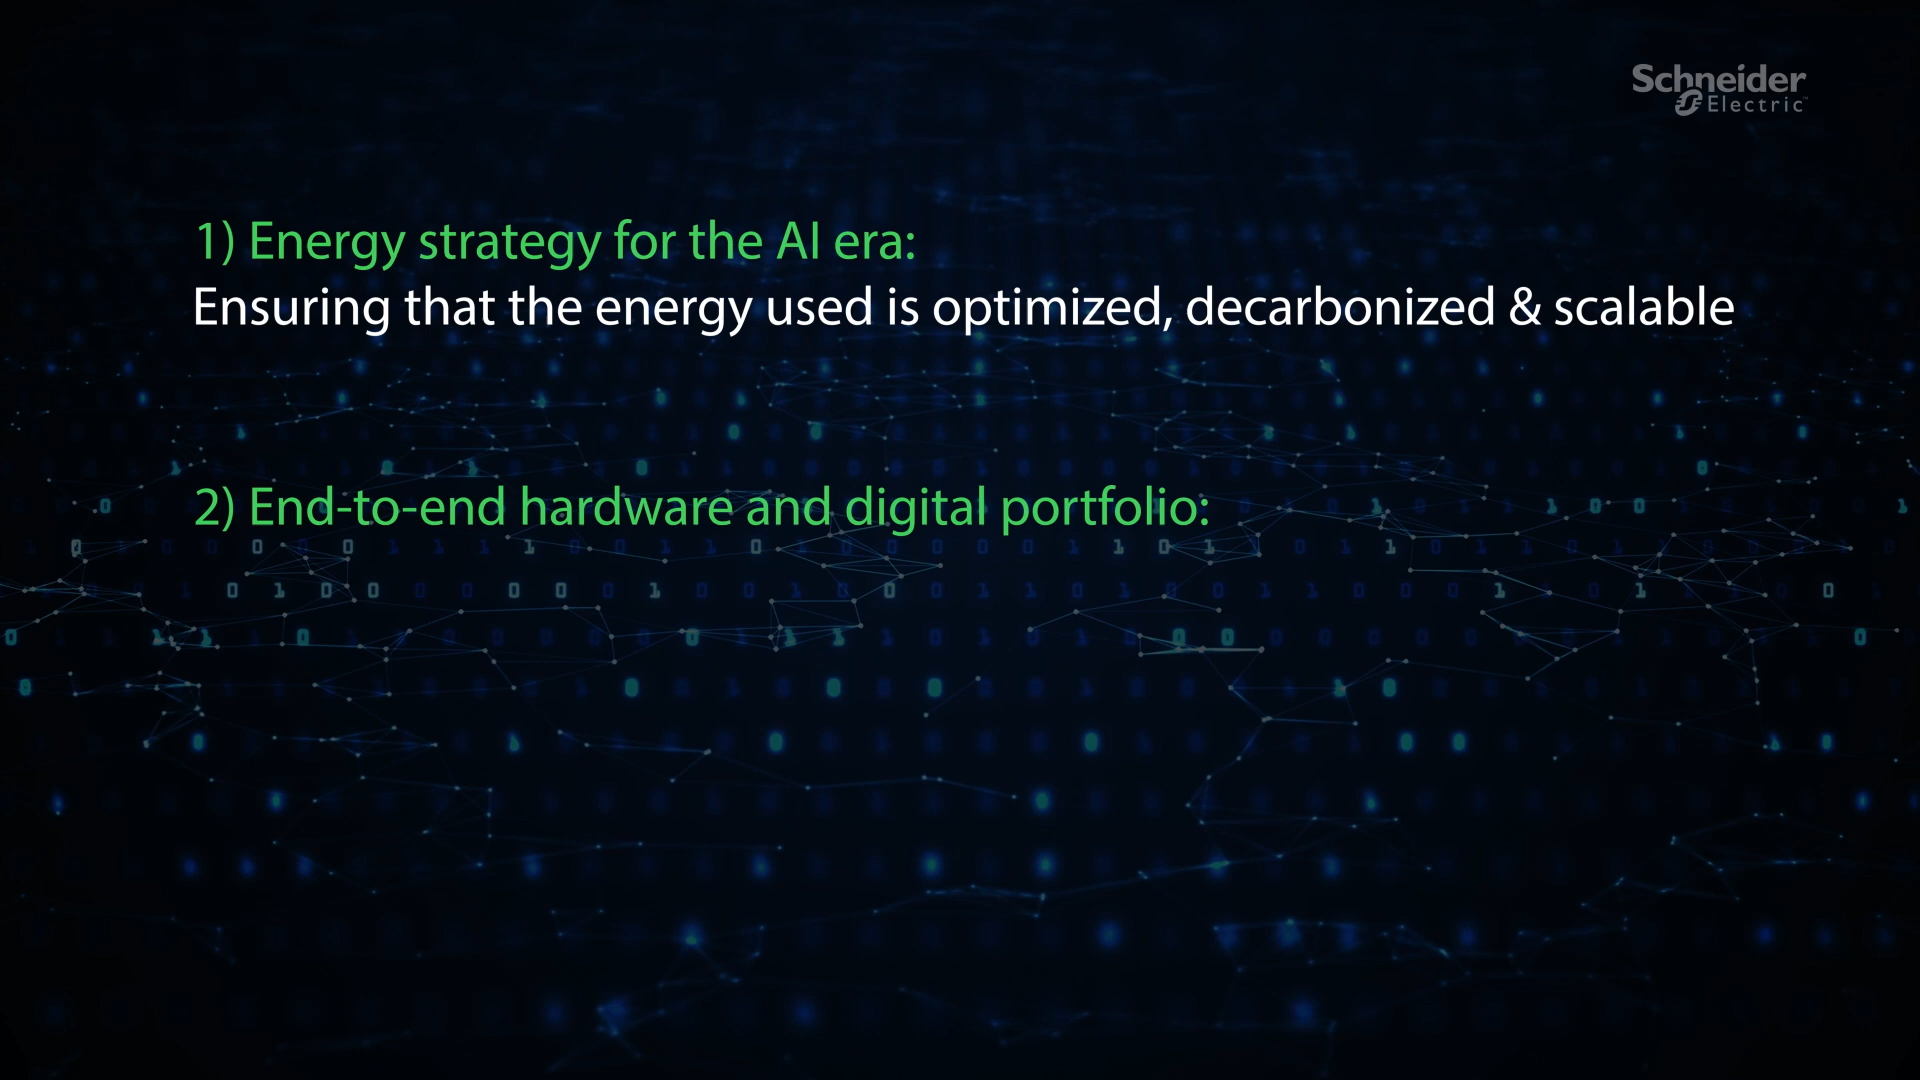 Schneider
Electric
1) Energy strategy for the AI era:
Ensuring that the energy used is optimized, decarbonized & scalable
2) End-to-end hardware and digital portfolio: